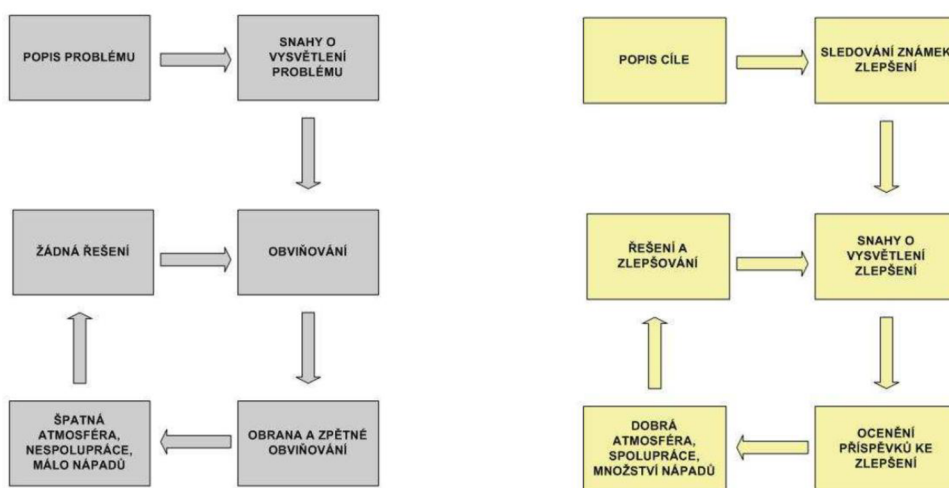 POPIS PROBLÉMU
SNAHY O
VYSVĚTLENÍ
PROBLÉMU
ŽÁDNÁ ŘEŠENÍ
OBVIŇOVÁNÍ
ŠPATNÁ
ATMOSFÉRA,
NESPOLUPRÁCE,
MÁLO NÁPADŮ
OBRANA A ZPĚTNÉ
OBVIŇOVÁNÍ
POPIS CÍLE
SLEDOVÁNÍ ZNÁMEK
ZLEPŠENÍ
ŘEŠENÍ A
ZLEPŠOVÁNÍ
SNAHY O
VYSVĚTLENÍ
ZLEPŠENÍ
DOBRÁ
ATMOSFÉRA,
SPOLUPRÁCE,
MNOŽSTVÍ NÁPADŮ
OCENĚNÍ
PŘÍSPĚVKŮ KE
ZLEPŠENÍ